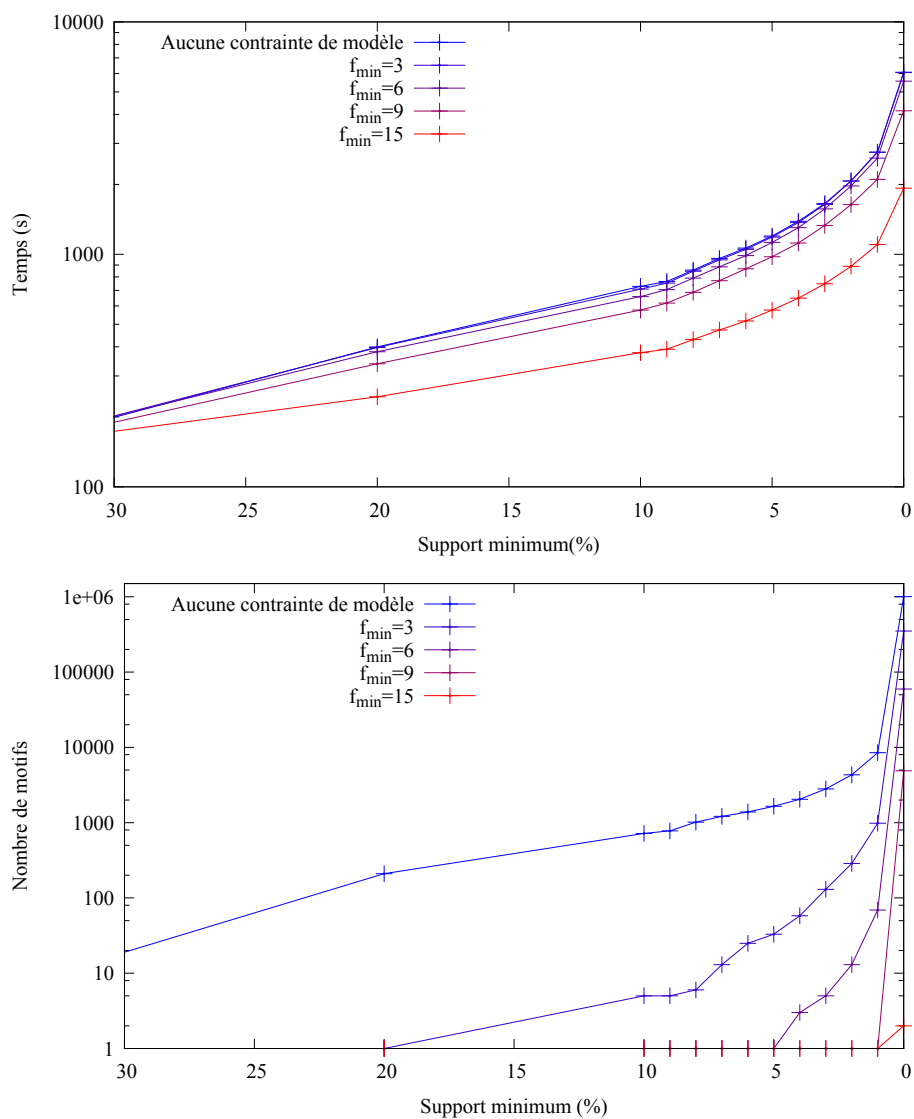 10000
1000
100
Temps (s)
Aucune contrainte de modèle
fmin=3
fmin=6
fmin=9
fmin=15
30 25 20 15 10 5 0
Support minimum(%)
1e+06
100000
10000
1000
100
10
1
Nombre de motifs
Aucune contrainte de modèle
fmin=3
fmin=6
fmin=9
fmin=15
30 25 20 15 10 5 0
Support minimum (%)